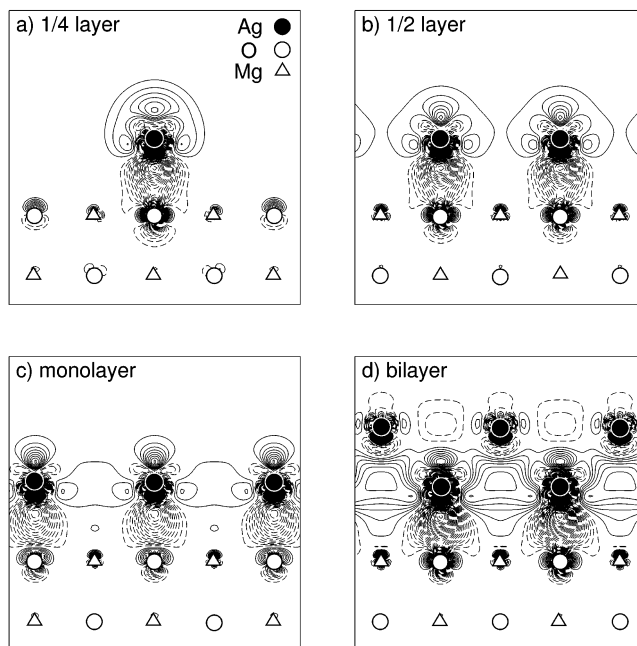 a) 1/4 layer
Ag
O
Mg
b) 1/2 layer
c) monolayer
d) bilayer